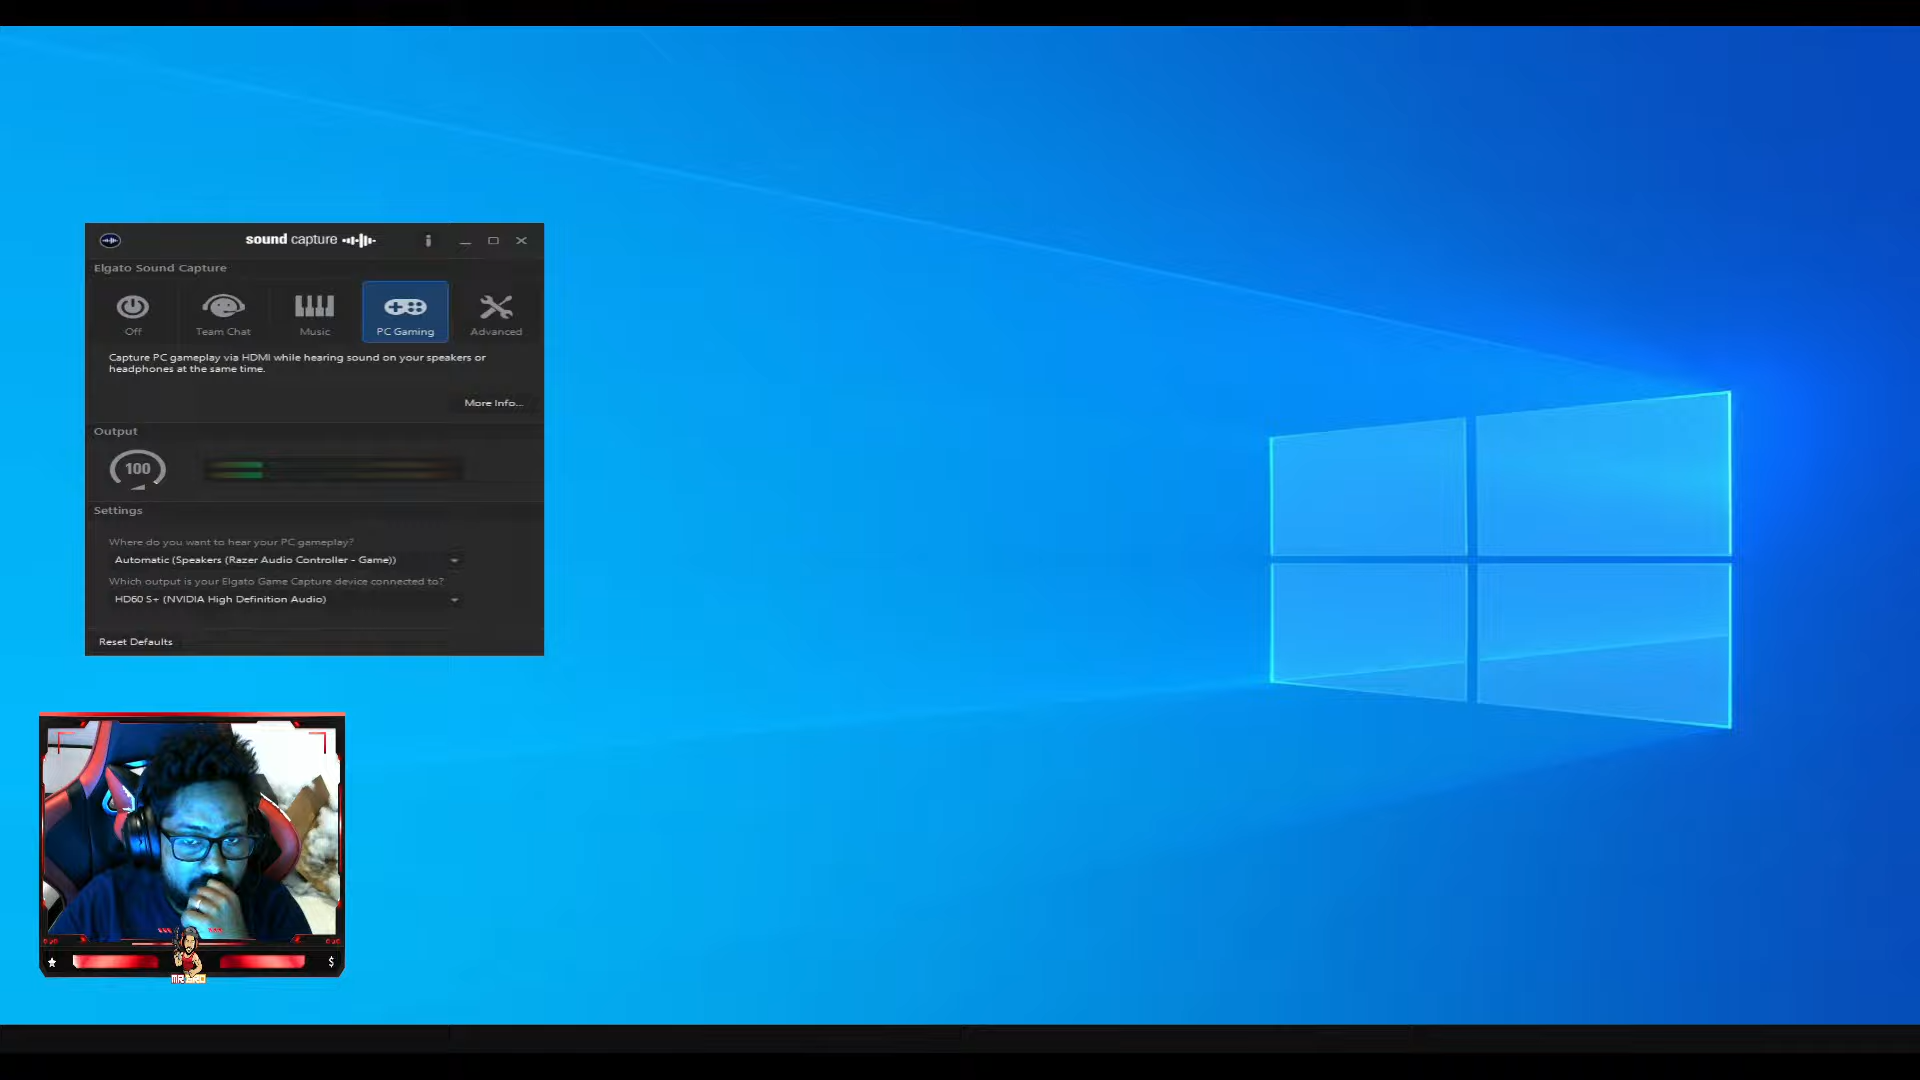 sound capture
Elgato Sound Capture
Off
Team Chat
Music
PC Gaming
Advanced
Capture PC gameplay via HDMI while hearing sound on your speakers or
headphones at the same time.
More Info...
Output
100
Settings
Where do you want to hear your PC gameplay?
Automatic (Speakers (Razer Audio Controller - Game))
Which output is your Elgato Game Capture device connected to?
HD60 S+ (NVIDIA High Definition Audio)
Reset Defaults
$